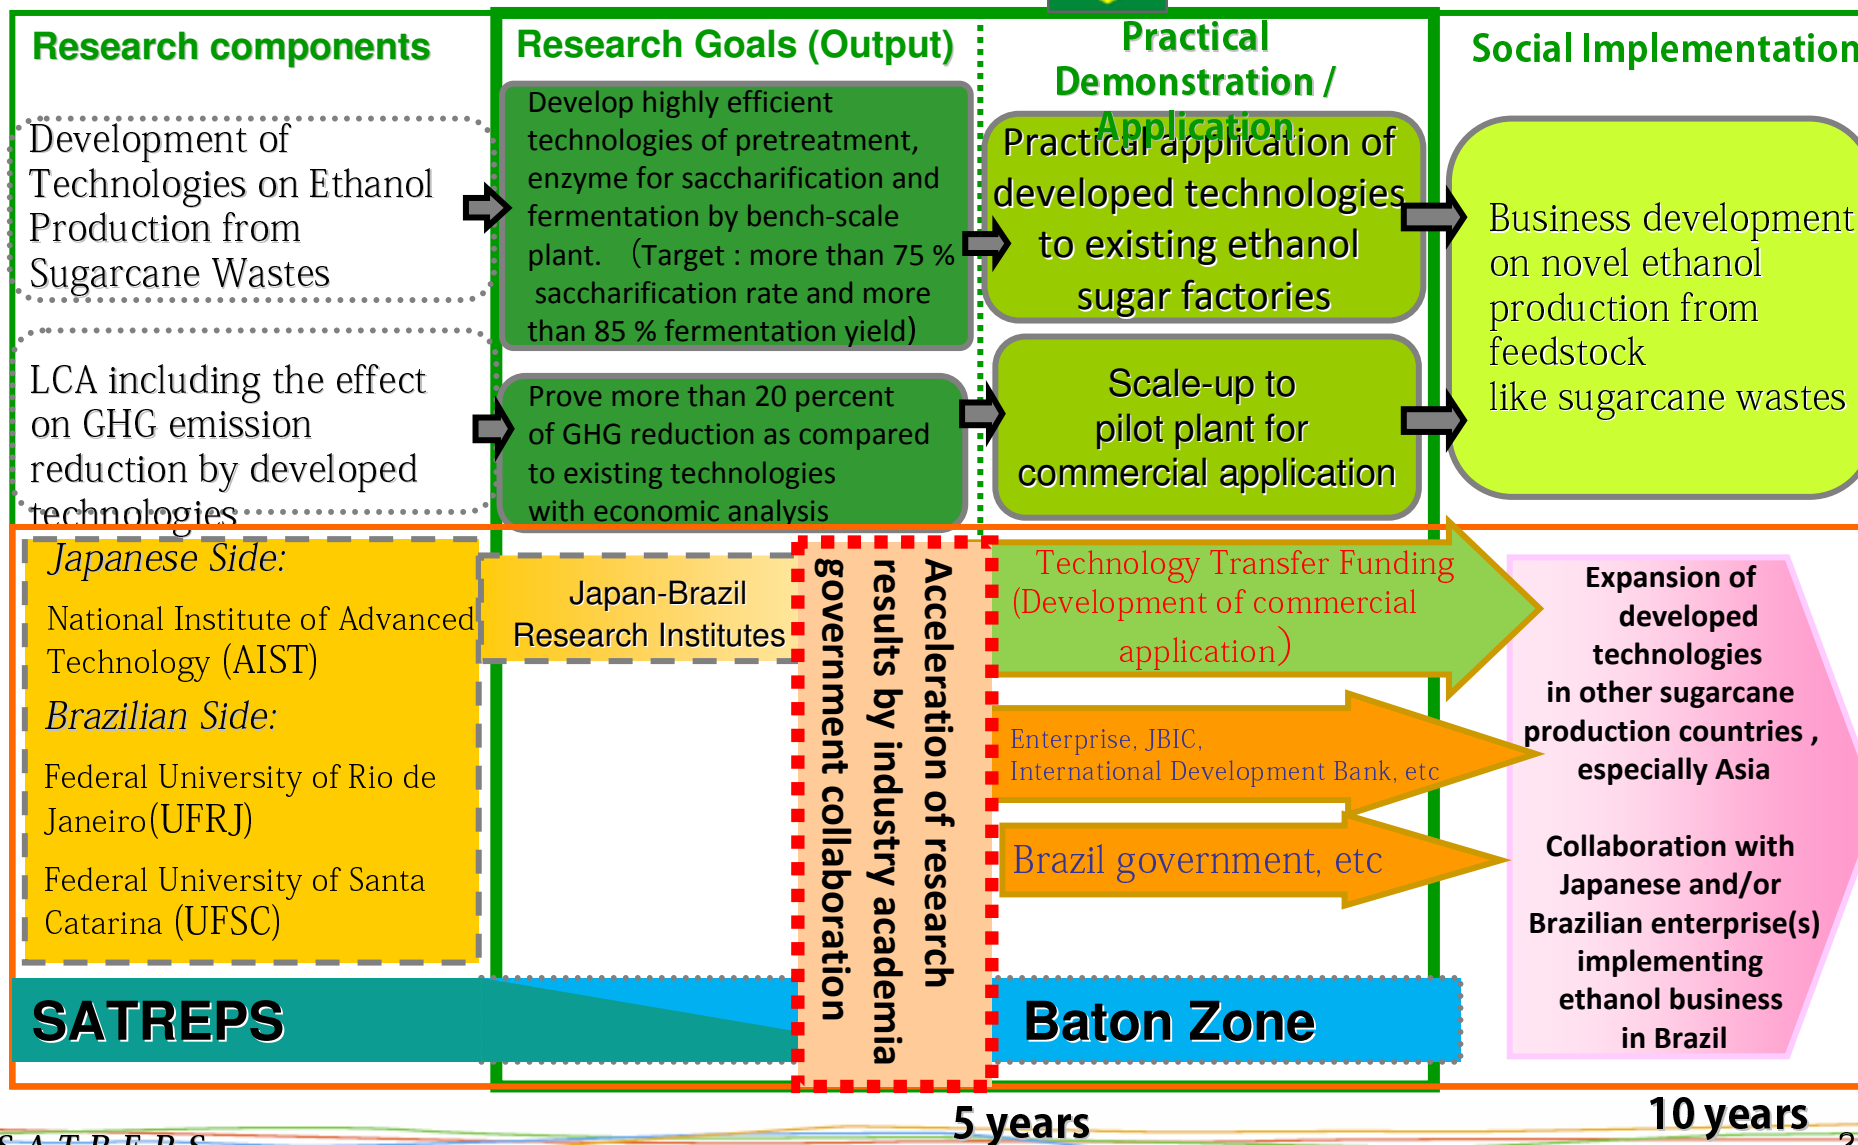 Research components
Development of
Technologies on Ethanol
Production from
Sugarcane Wastes
LCA including the effect
on GHG emission
reduction by developed
technologies
Research Goals (Output)
Develop highly efficient
technologies of pretreatment,
enzyme for saccharification and
fermentation by bench-scale
plant. （Target : more than 75 %
saccharification rate and more
than 85 % fermentation yield）
Prove more than 20 percent
of GHG reduction as compared
to existing technologies
with economic analysis
Practical
Demonstration /
Application
Practical application of
developed technologies
to existing ethanol
sugar factories
Scale-up to
pilot plant for
commercial application
Social Implementation
Business development
on novel ethanol
production from
feedstock
like sugarcane wastes
Japanese Side:
National Institute of Advanced
Technology (AIST)
Brazilian Side:
Federal University of Rio de
Janeiro(UFRJ)
Federal University of Santa
Catarina (UFSC)
Japan-Brazil
Research Institutes
Acceleration of research
results by industry academia
government collaboration
Technology Transfer Funding
(Development of commercial
application）
Enterprise, JBIC,
International Development Bank, etc
Brazil government, etc
Expansion of
developed
technologies
in other sugarcane
production countries ,
especially Asia
Collaboration with
Japanese and/or
Brazilian enterprise(s)
implementing
ethanol business
in Brazil
SATREPS
Baton Zone
5 years
10 years